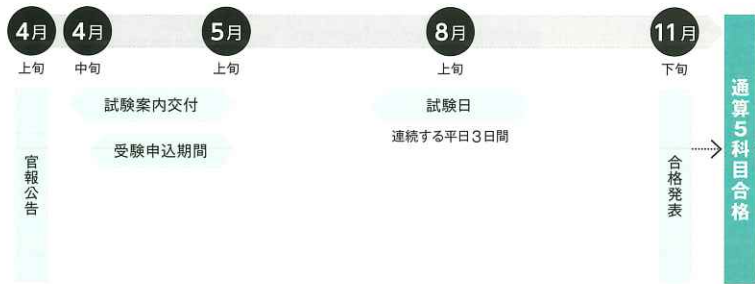 4月
4月
5月
8月
11月
上旬
中旬
上旬
上旬
下旬
試験案内交付
試験日
受験申込期間
連続する平日3日間
官報公告
合格発表
通算5科目合格